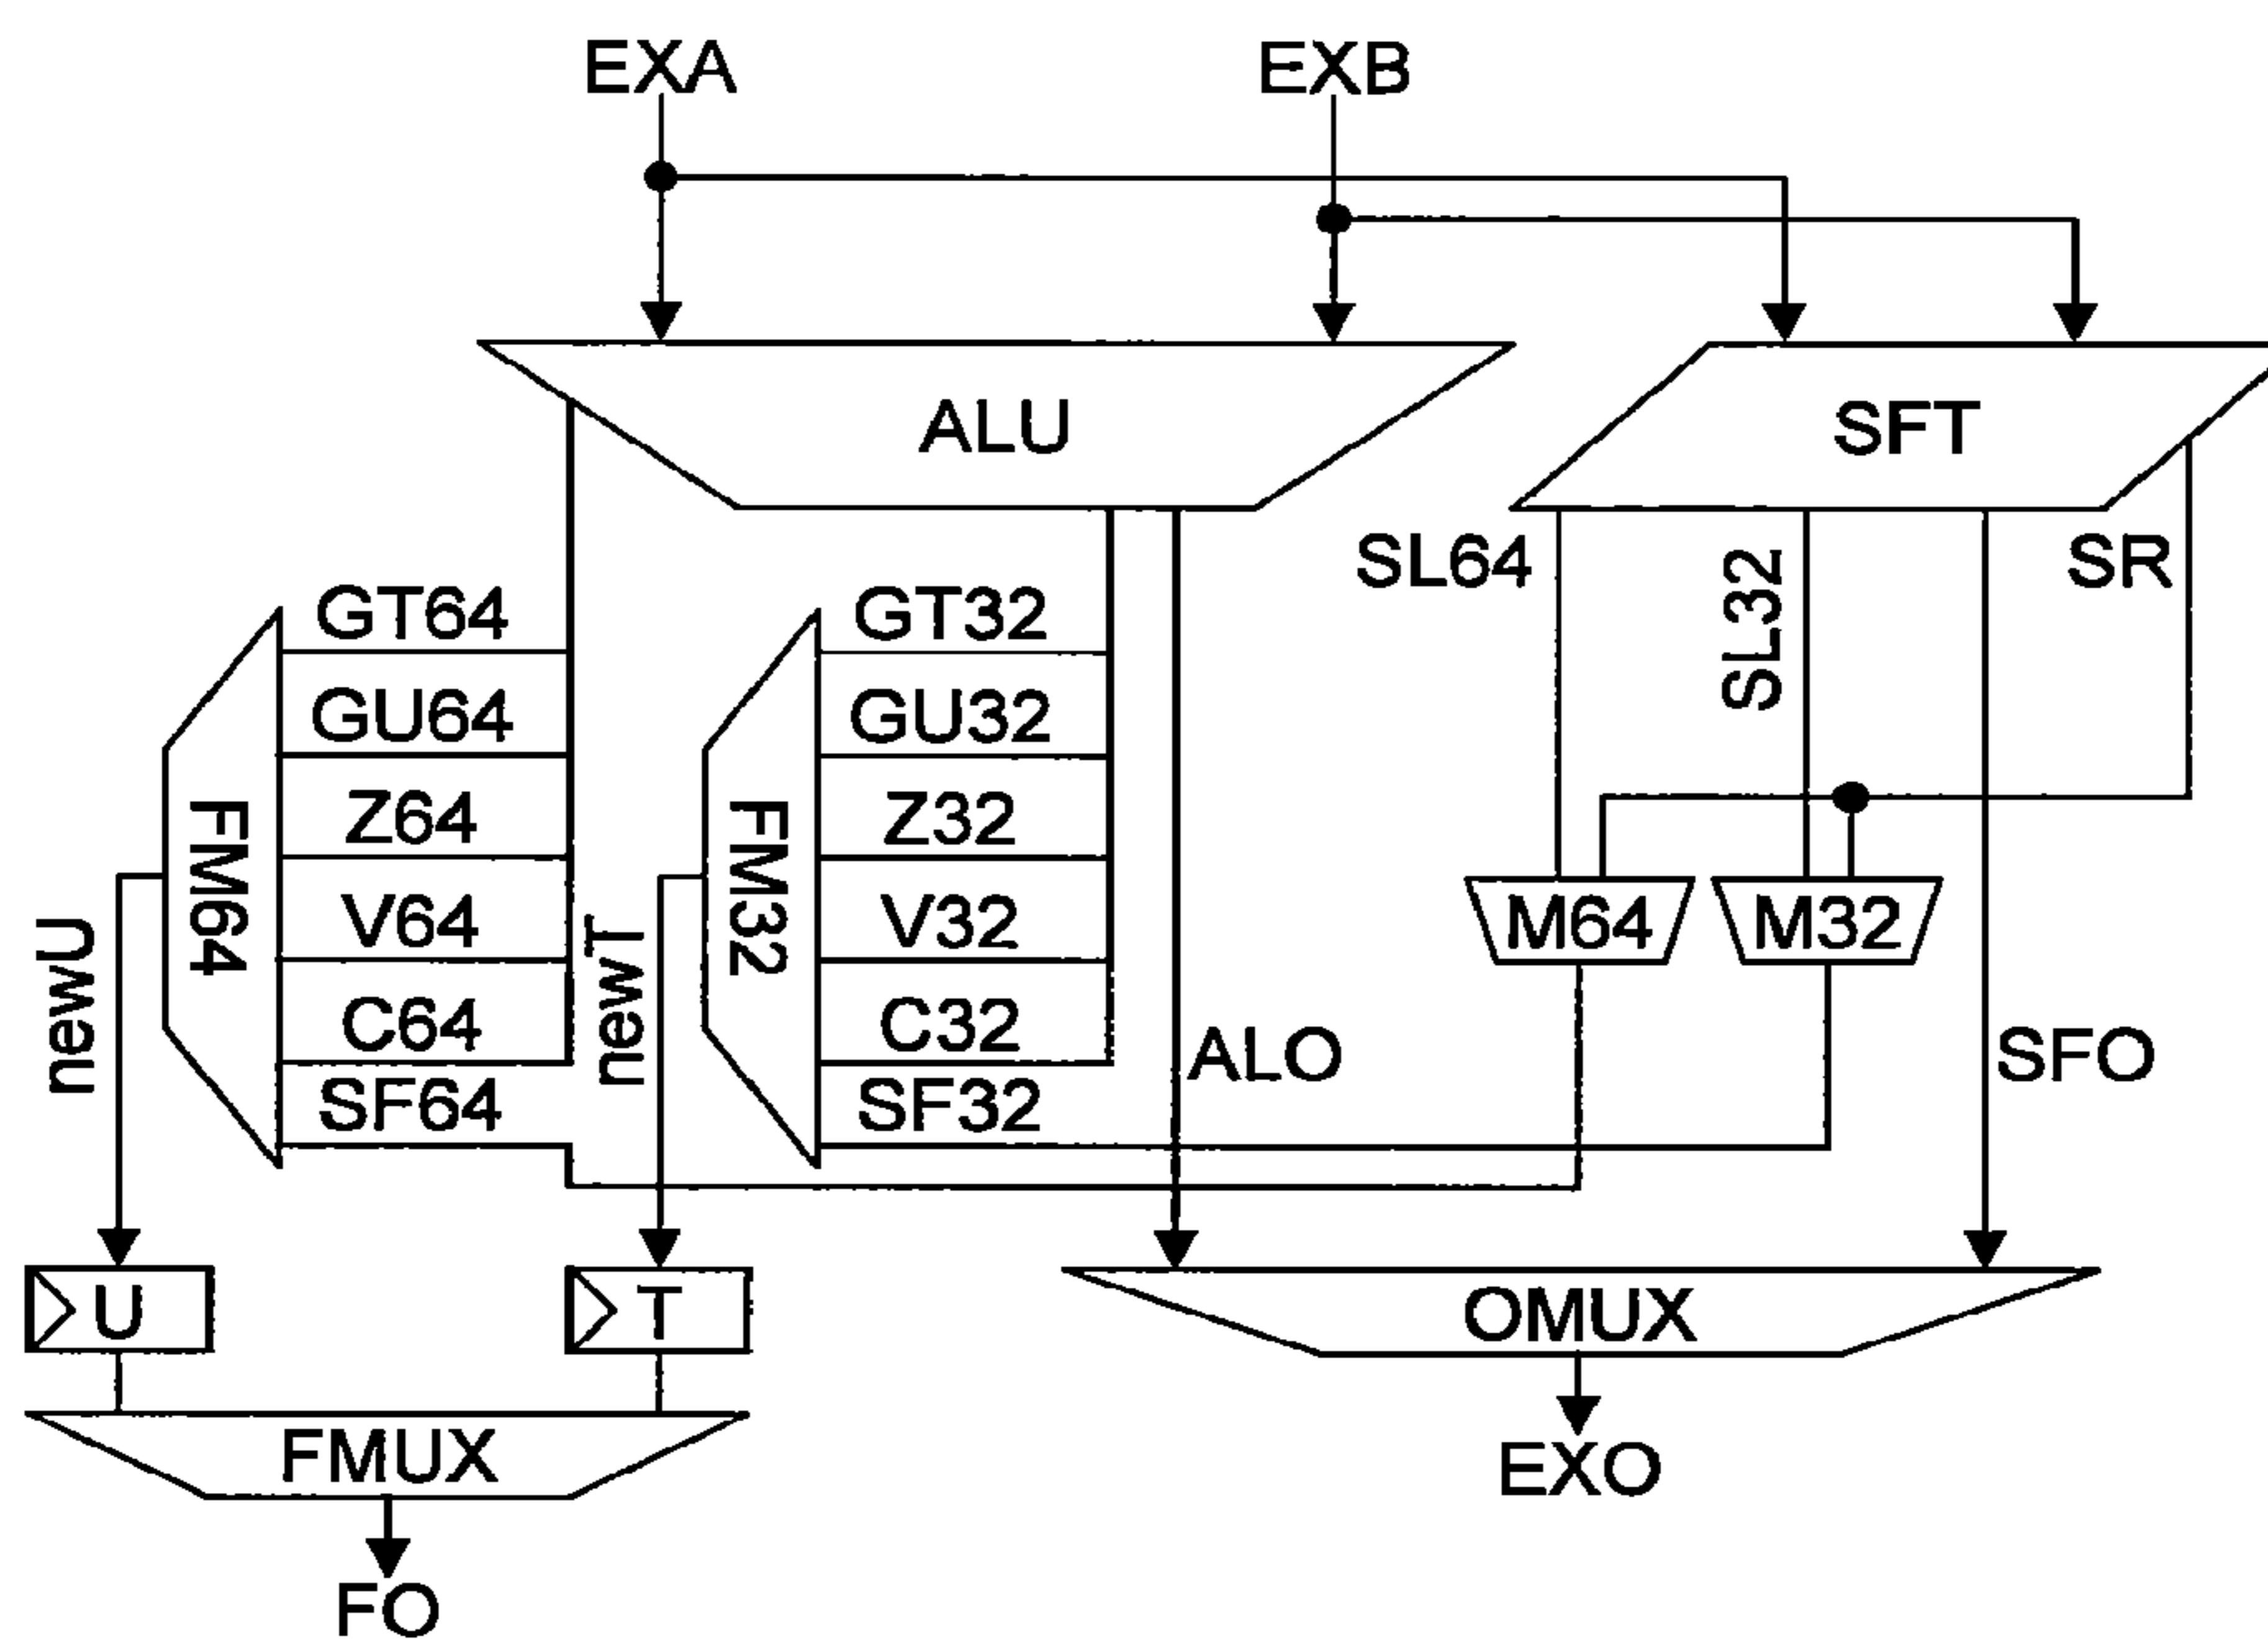 EXA
EXB
ALU
SFT
SL64
SL32
SR
GT64
GT32
GU64
GU32
Z64
Z32
FM64
FM32
V64
V32
M64
M32
newU
newT
C64
C32
ALO
SFO
SF64
SF32
U
T
OMUX
FMUX
EXO
FO